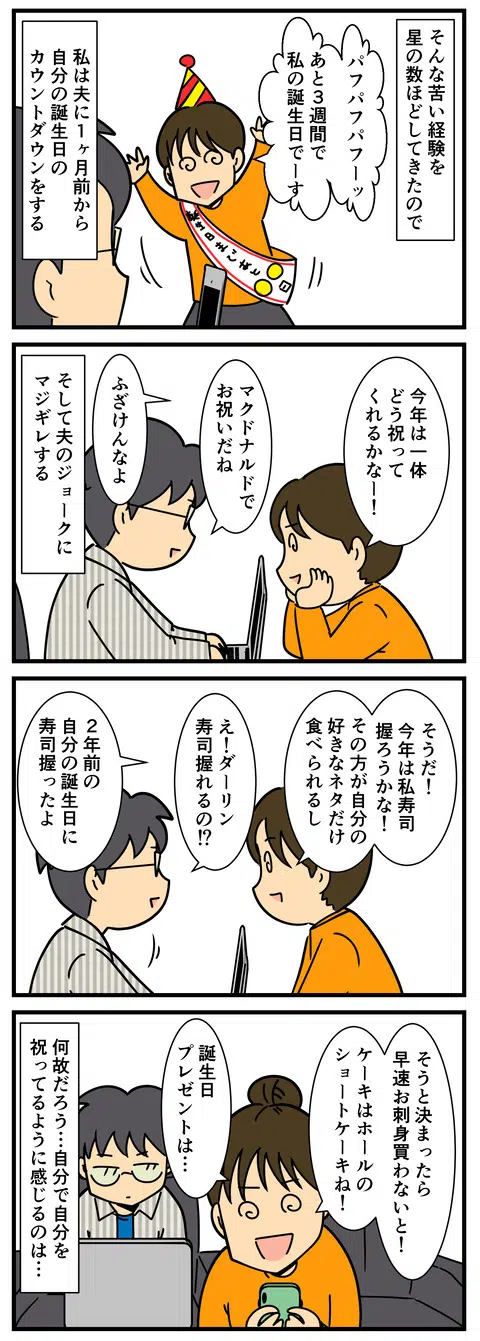 そんな苦い経験を
星の数ほどしてきたので
パフパフパフーッ
あと3週間で
私の誕生日でーす
誕生日まであと
日
私は夫に1ヶ月前から
自分の誕生日の
カウントダウンをする
今年は一体
どう祝って
くれるかなー！
マクドナルドで
お祝いだね
ふざけんなよ
そして夫のジョークに
マジギレする
そうだ！
今年は私寿司
握ろうかな！
その方が自分の
好きなネタだけ
食べられるし
え！ダーリン
寿司握れるの!?
2年前の
自分の誕生日に
寿司握ったよ
そうと決まったら
早速お刺身買わないと！
ケーキはホールの
ショートケーキね！
誕生日
プレゼントは…
何故だろう…自分で自分を
祝ってるように感じるのは…